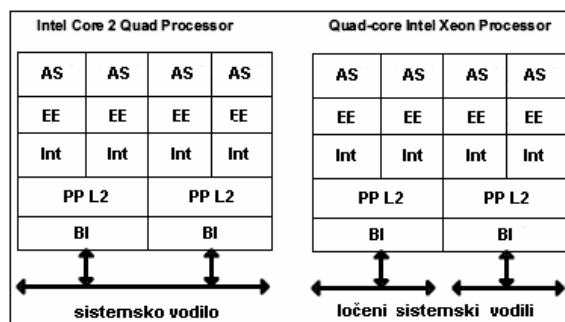 Intel Core 2 Quad Processor
AS AS AS AS
EE EE EE EE
Int Int Int Int
PP L2 PP L2
BI BI
sistemsko vodilo
Quad-core Intel Xeon Processor
AS AS AS AS
EE EE EE EE
Int Int Int Int
PP L2 PP L2
BI BI
ločeni sistemski vodili